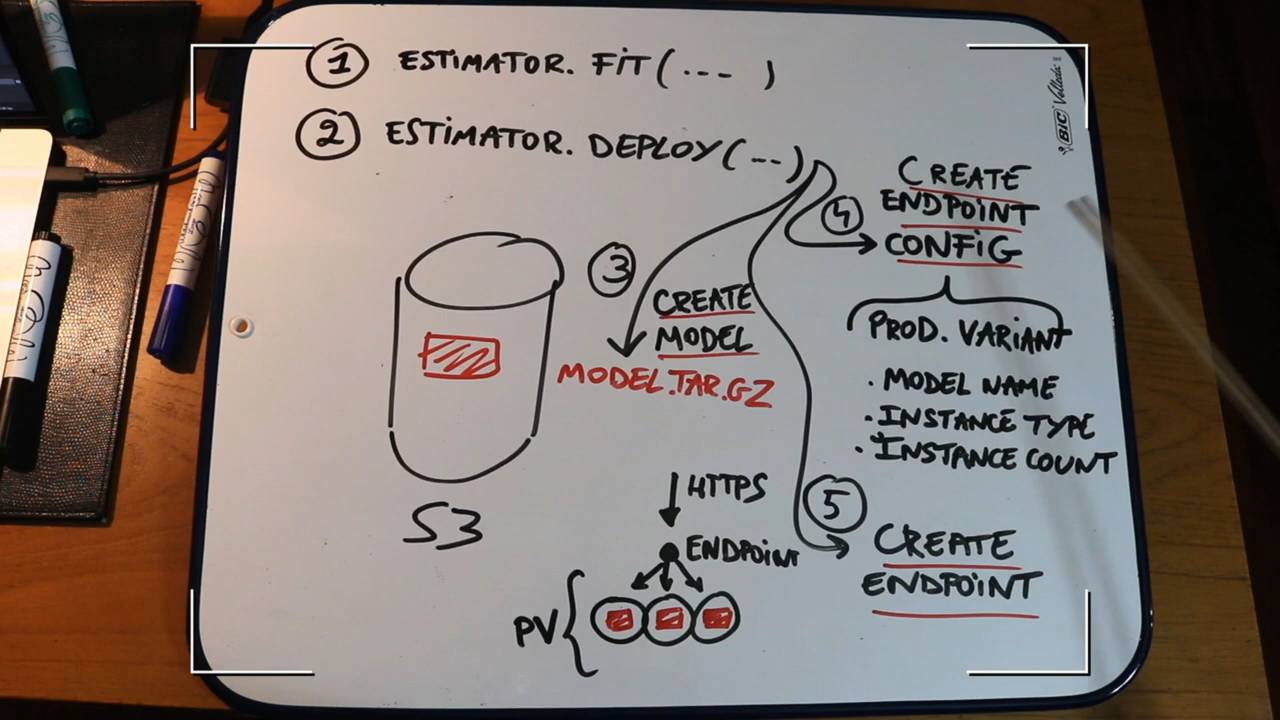 1 ESTIMATOR. FIT(... )
2 ESTIMATOR. DEPLOY(...)
BIC Velleda
4
CREATE
ENDPOINT
CONFIG
3
CREATE
MODEL
MODEL.TAR.GZ
PROD. VARIANT
. MODEL NAME
. INSTANCE TYPE
. INSTANCE COUNT
S3
HTTPS
ENDPOINT
PV
5
CREATE
ENDPOINT